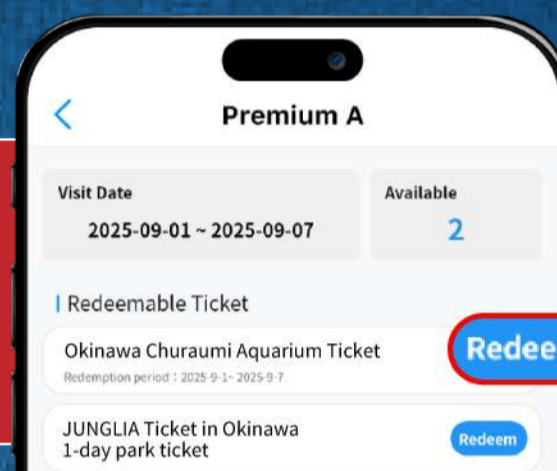 Premium A
Visit Date
2025-09-01 ~ 2025-09-07
Available
2
Redeemable Ticket
Okinawa Churaumi Aquarium Ticket
Redee
Redemption period : 2025-9-1~ 2025-9-7
JUNGLIA Ticket in Okinawa
1-day park ticket
Redeem